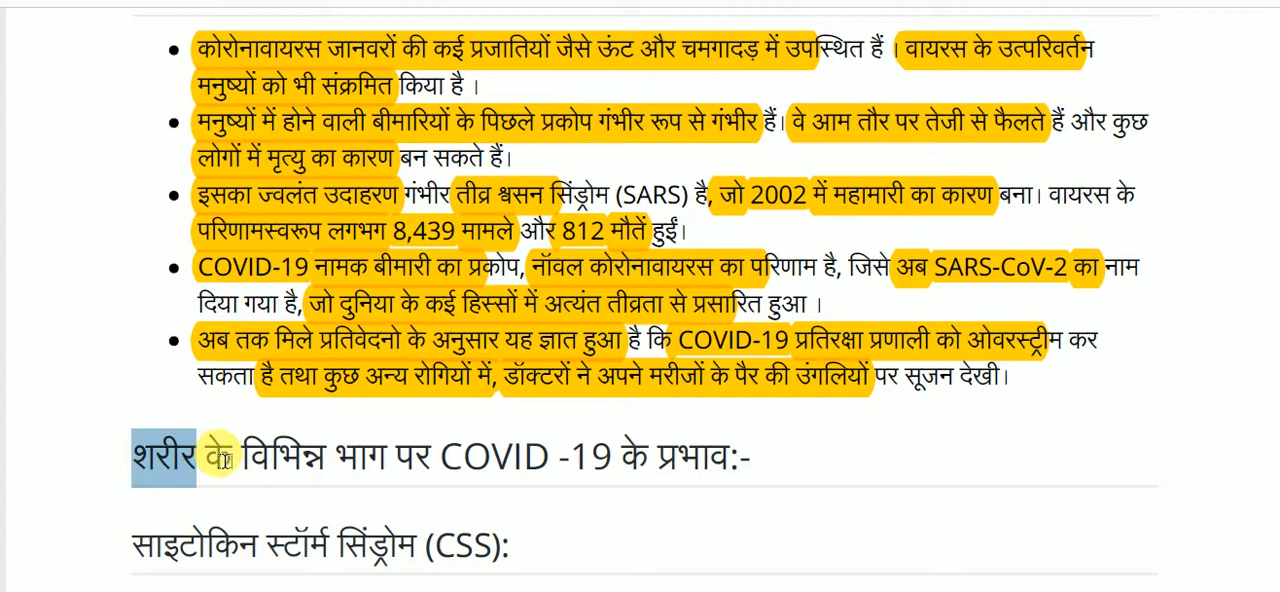 कोरोनावायरस जानवरों की कई प्रजातियों जैसे ऊंट और चमगादड़ में उपस्थित हैं । वायरस के उत्परिवर्तन
मनुष्यों को भी संक्रमित किया है ।
मनुष्यों में होने वाली बीमारियों के पिछले प्रकोप गंभीर रूप से गंभीर हैं। वे आम तौर पर तेजी से फैलते हैं और कुछ
लोगों में मृत्यु का कारण बन सकते हैं।
इसका ज्वलंत उदाहरण गंभीर तीव्र श्वसन सिंड्रोम (SARS) है, जो 2002 में महामारी का कारण बना। वायरस के
परिणामस्वरूप लगभग 8,439 मामले और 812 मौतें हुईं।
COVID-19 नामक बीमारी का प्रकोप, नॉवल कोरोनावायरस का परिणाम है, जिसे अब SARS-CoV-2 का नाम
दिया गया है, जो दुनिया के कई हिस्सों में अत्यंत तीव्रता से प्रसारित हुआ ।
अब तक मिले प्रतिवेदनो के अनुसार यह ज्ञात हुआ है कि COVID-19 प्रतिरक्षा प्रणाली को ओवरस्ट्रीम कर
सकता है तथा कुछ अन्य रोगियों में, डॉक्टरों ने अपने मरीजों के पैर की उंगलियों पर सूजन देखी।
शरीर के विभिन्न भाग पर COVID -19 के प्रभाव:-
साइटोकिन स्टॉर्म सिंड्रोम (CSS):